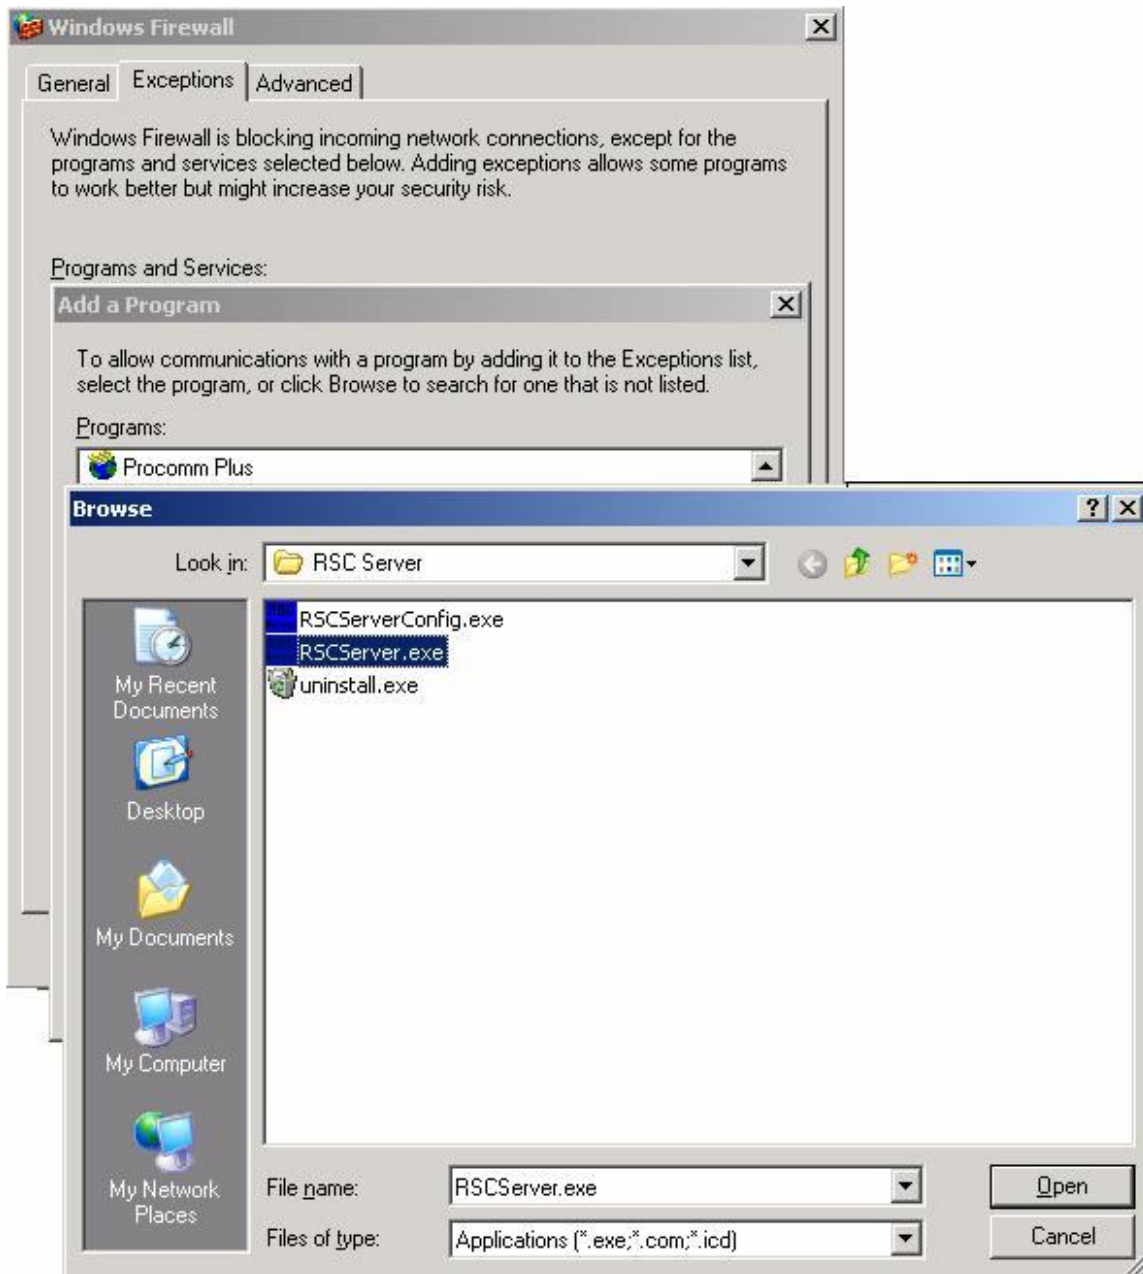 Windows Firewall
General Exceptions Advanced
Windows Firewall is blocking incoming network connections, except for the
programs and services selected below. Adding exceptions allows some programs
to work better but might increase your security risk.
Programs and Services:
Add a Program
To allow communications with a program by adding it to the Exceptions list,
select the program, or click Browse to search for one that is not listed.
Programs:
Procomm Plus
Browse
Look in: RSC Server
RSCServerConfig.exe
RSCServer.exe
uninstall.exe
My Recent
Documents
Desktop
My Documents
My Computer
My Network
Places
File name: RSCServer.exe Open
Files of type: Applications (*.exe;*.com;*.icd) Cancel